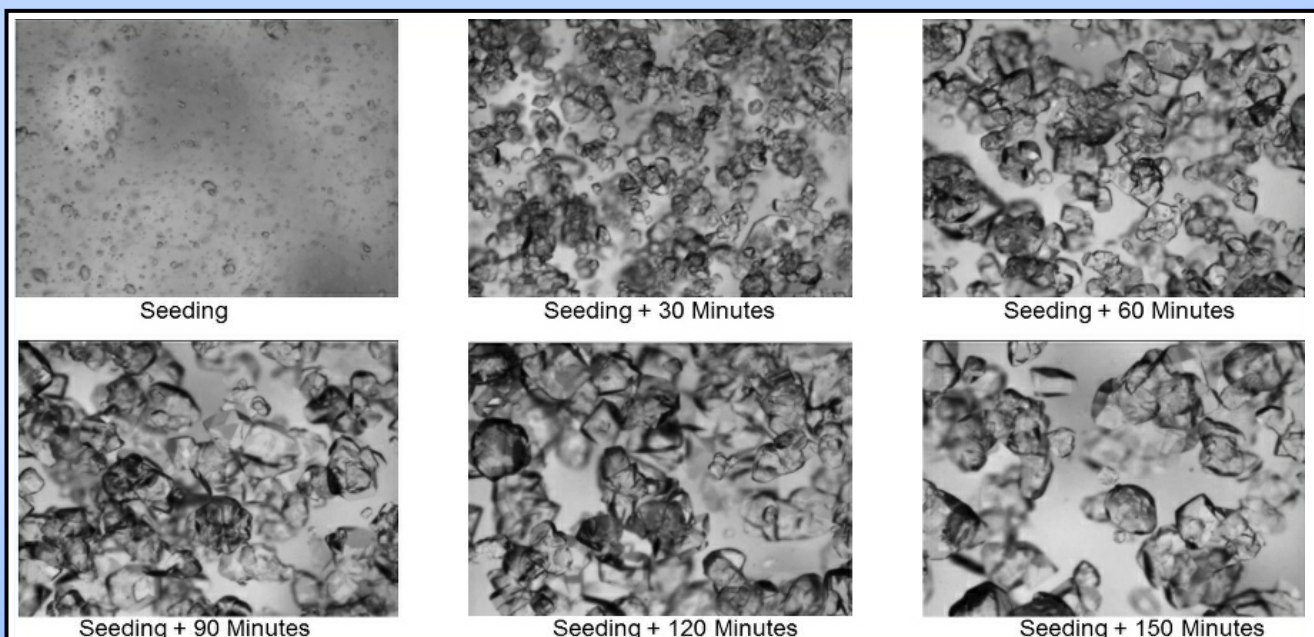 Seeding
Seeding + 30 Minutes
Seeding + 60 Minutes
Seeding + 90 Minutes
Seeding + 120 Minutes
Seeding + 150 Minutes